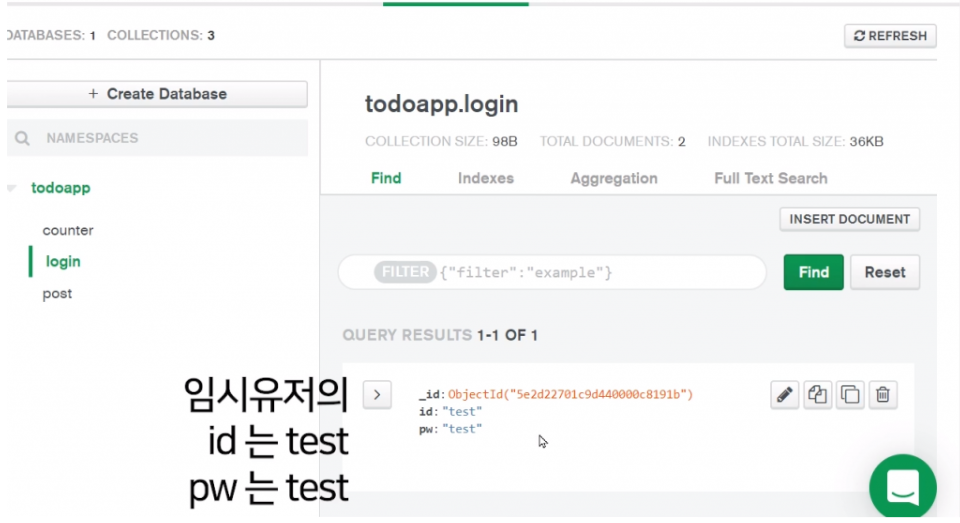 DATABASES: 1 COLLECTIONS: 3
REFRESH
+ Create Database
NAMESPACES
todoapp
counter
login
post
todoapp.login
COLLECTION SIZE: 98B TOTAL DOCUMENTS: 2 INDEXES TOTAL SIZE: 36KB
Find Indexes Aggregation Full Text Search
INSERT DOCUMENT
FILTER {"filter":"example"}
Find Reset
QUERY RESULTS 1-1 OF 1
_id: ObjectId("5e2d22701c9d440000c8191b")
id: "test"
pw: "test"
임시유저의
id 는 test
pw 는 test